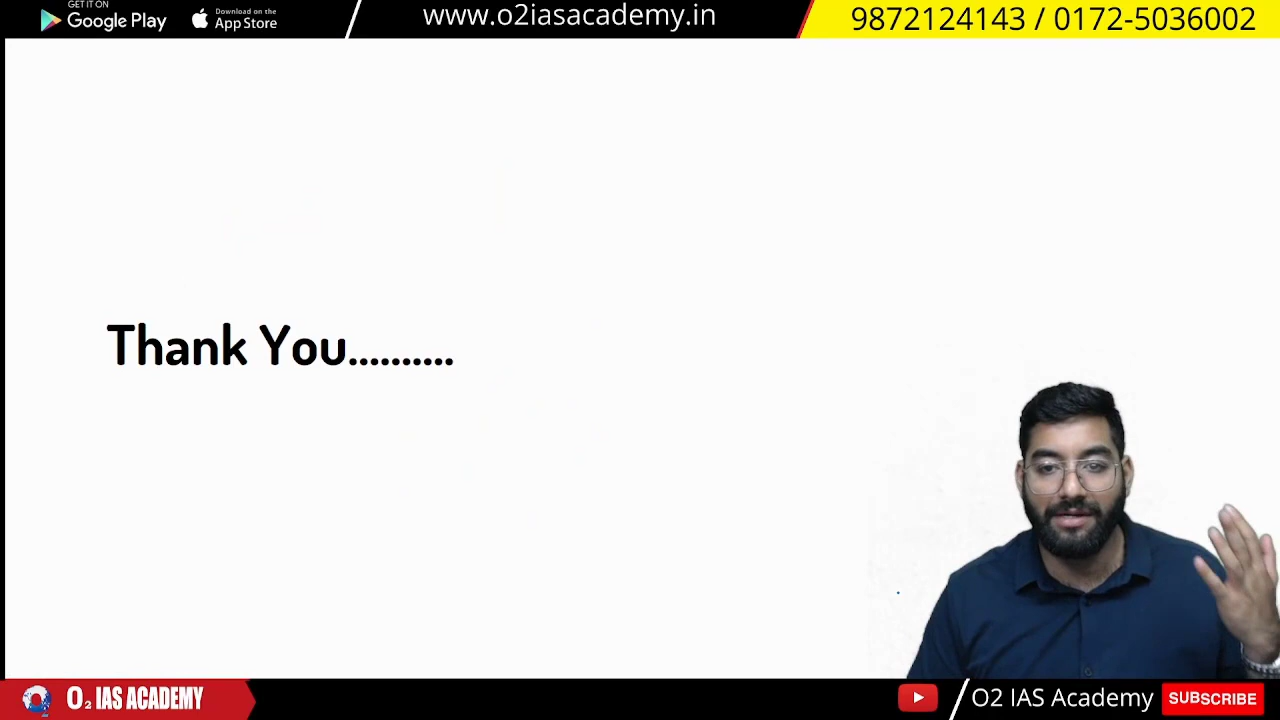 GET IT ON
Google Play
Download on the
App Store
www.o2iasacademy.in
9872124143 / 0172-5036002
Thank You..........
O₂ IAS ACADEMY
O2 IAS Academy
SUBSCRIBE